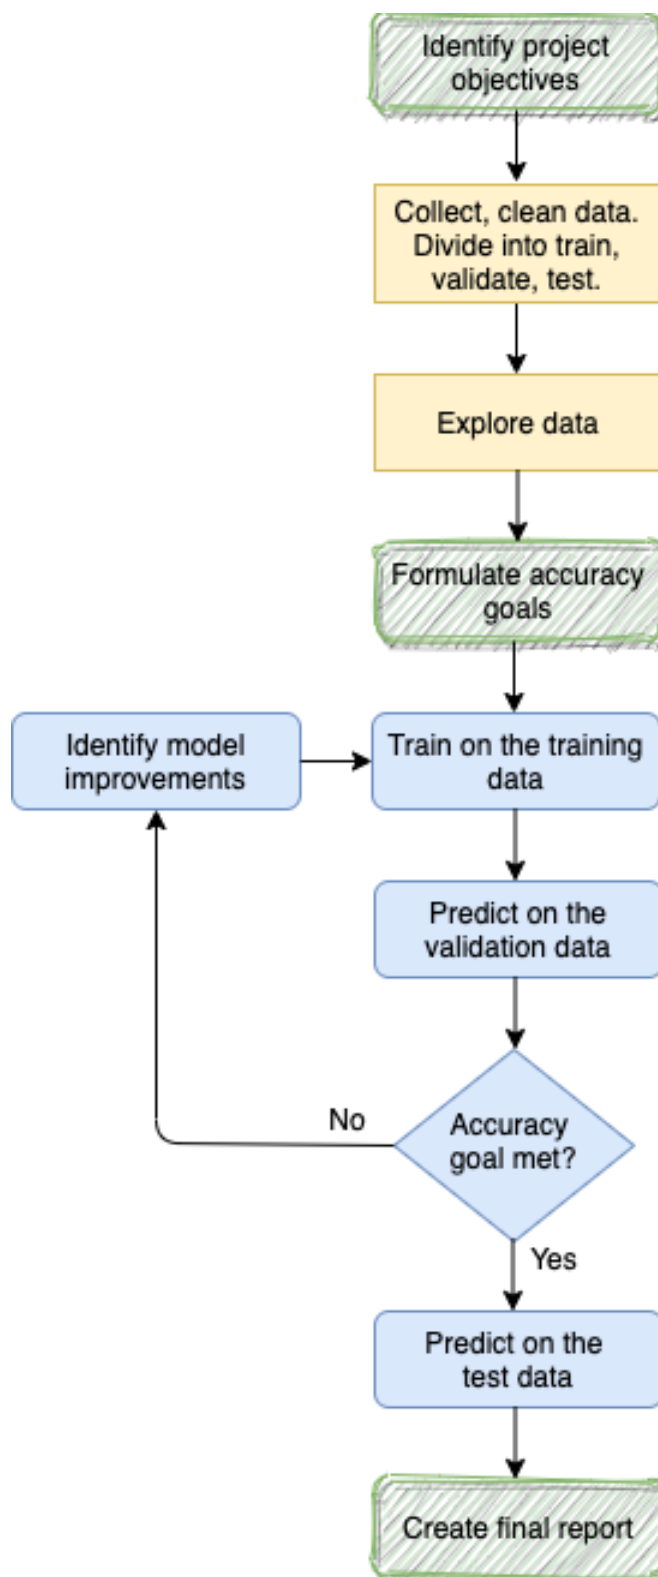 Identify project
objectives
Collect, clean data.
Divide into train,
validate, test.
Explore data
Formulate accuracy
goals
Identify model
improvements
Train on the training
data
Predict on the
validation data
Accuracy
goal met?
No
Yes
Predict on the
test data
Create final report